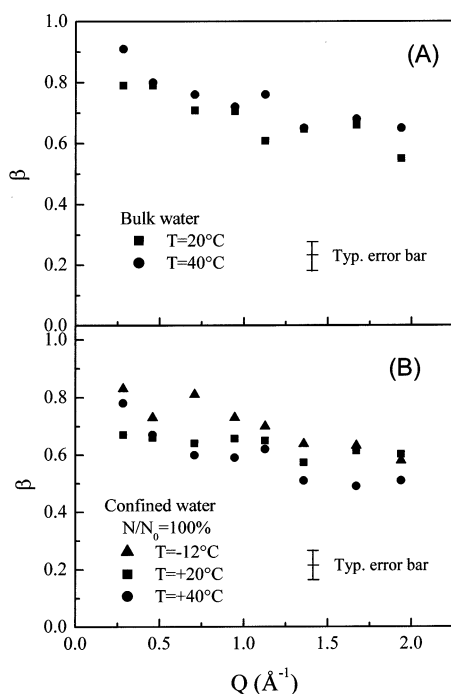 (A)
1.0
0.8
0.6
0.4
0.2
0.0
β
Bulk water
T=20°C
T=40°C
Typ. error bar
(B)
1.0
0.8
0.6
0.4
0.2
0.0
β
Confined water
N/N₀=100%
T=-12°C
T=+20°C
T=+40°C
Typ. error bar
0.0 0.5 1.0 1.5 2.0
Q (Å⁻¹)